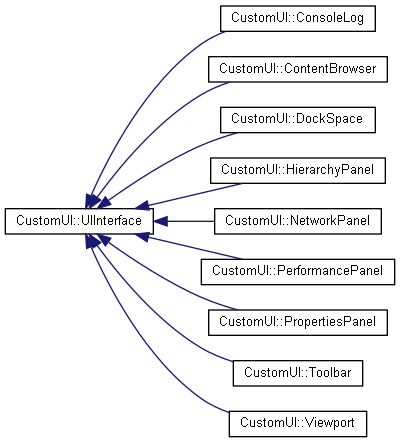 CustomUI::ConsoleLog
CustomUI::ContentBrowser
CustomUI::DockSpace
CustomUI::HierarchyPanel
CustomUI::UIInterface
CustomUI::NetworkPanel
CustomUI::PerformancePanel
CustomUI::PropertiesPanel
CustomUI::Toolbar
CustomUI::Viewport